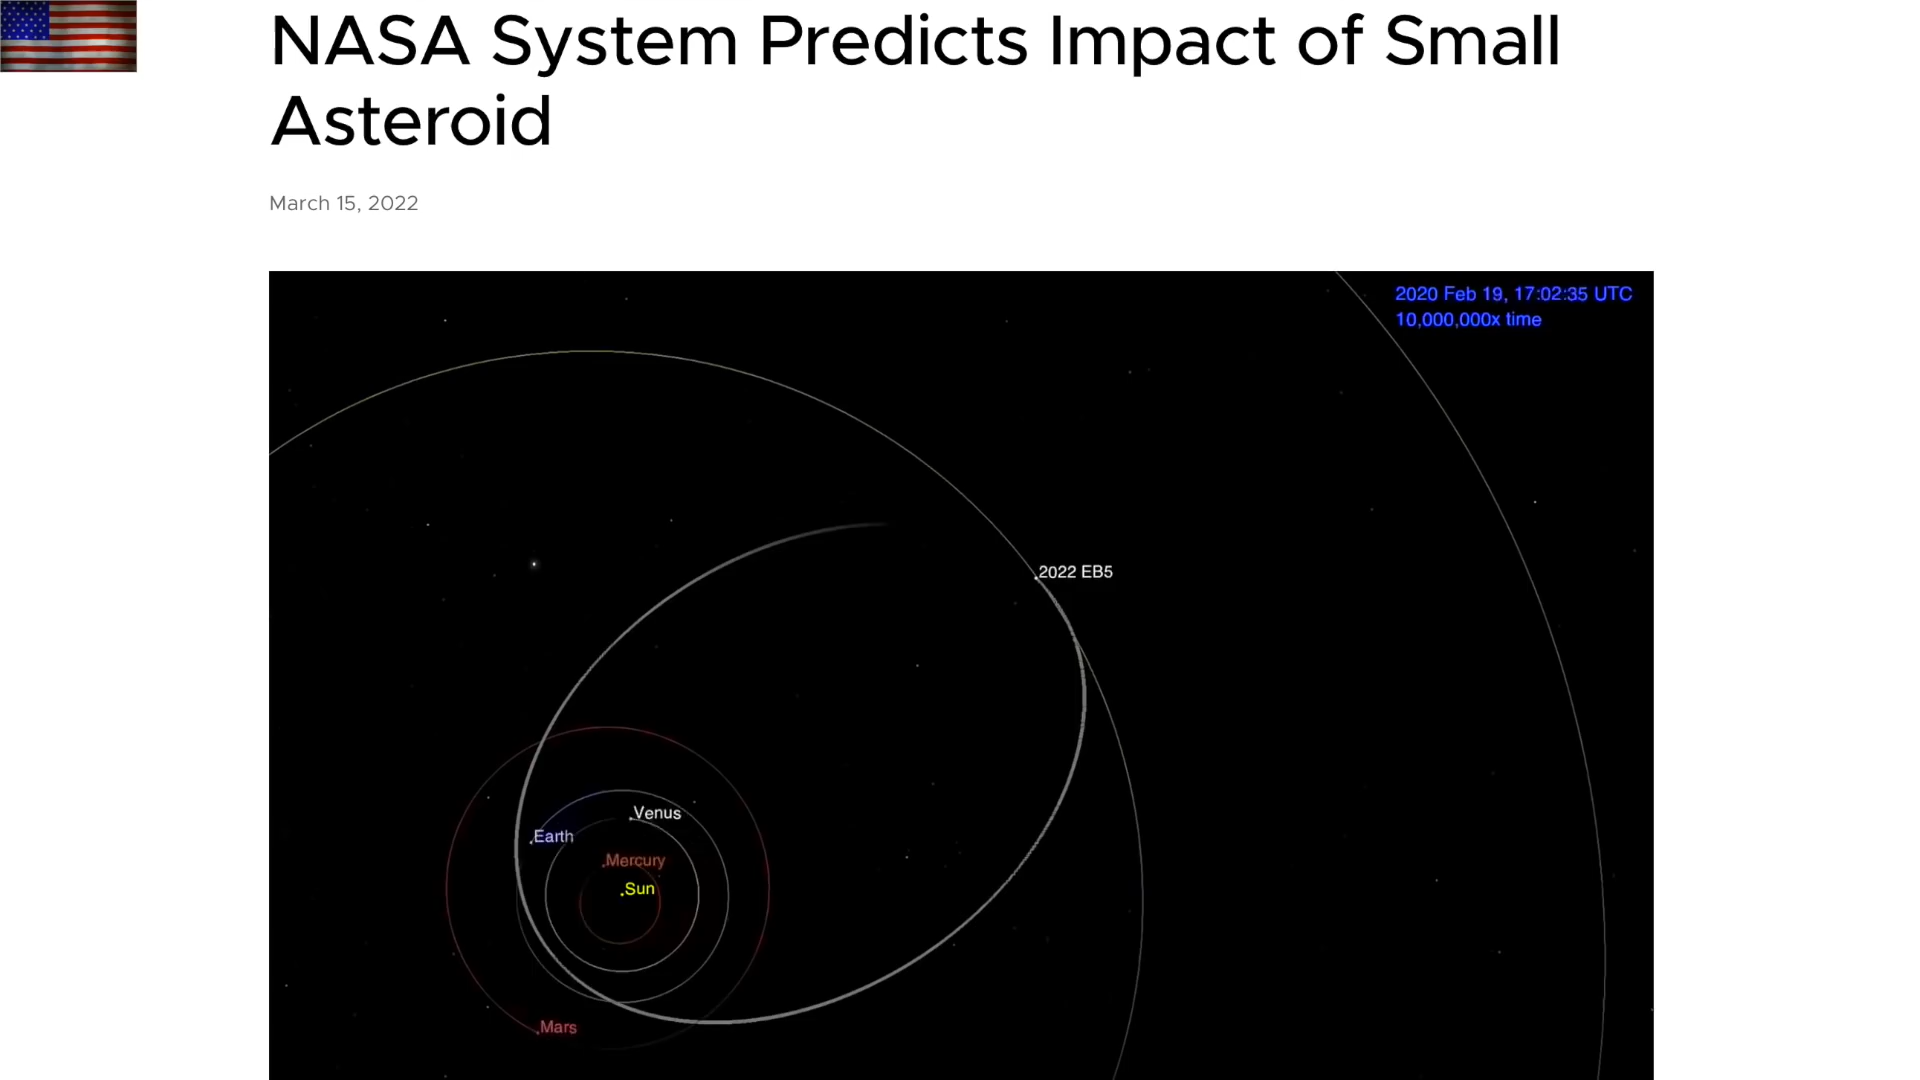 NASA System Predicts Impact of Small
Asteroid
March 15, 2022
2020 Feb 19, 17:02:35 UTC
10,000,000x time
2022 EB5
Venus
Earth
Mercury
Sun
Mars